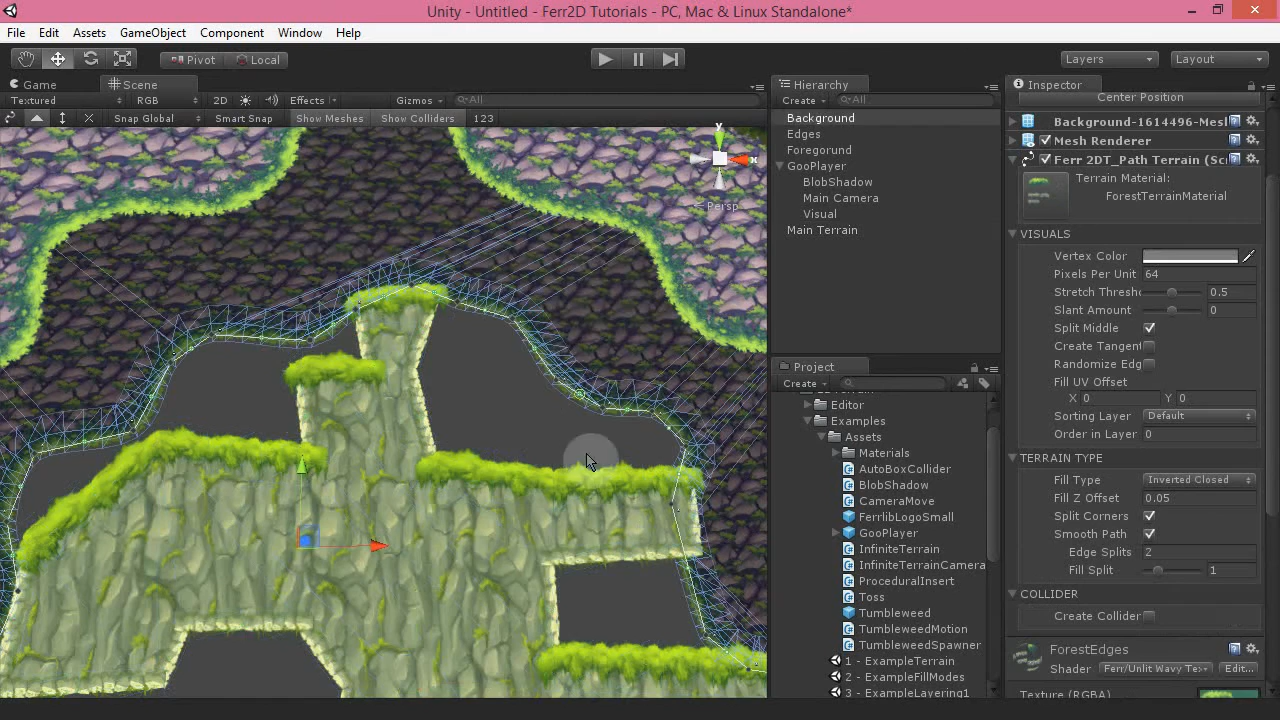 Unity - Untitled - Ferr2D Tutorials - PC, Mac & Linux Standalone*
File Edit Assets GameObject Component Window Help
Pivot Local Layers Layout
Game Scene
Textured RGB 2D Effects Gizmos All
Snap Global Smart Snap Show Meshes Show Colliders 123
y
x
Persp
Hierarchy
Create All
Background
Edges
Foregorund
GooPlayer
BlobShadow
Main Camera
Visual
Main Terrain
Project
Create
Editor
Examples
Assets
Materials
AutoBoxCollider
BlobShadow
CameraMove
FerrlibLogoSmall
GooPlayer
InfiniteTerrain
InfiniteTerrainCamera
ProceduralInsert
Toss
Tumbleweed
TumbleweedMotion
TumbleweedSpawner
1 - ExampleTerrain
2 - ExampleFillModes
3 - ExampleLayering1
Inspector
Center Position
Background-1614496-Mesl
Mesh Renderer
Ferr 2DT_Path Terrain (Scr
Terrain Material:
ForestTerrainMaterial
VISUALS
Vertex Color
Pixels Per Unit 64
Stretch Thresho 0.5
Slant Amount 0
Split Middle
Create Tangent
Randomize Edg
Fill UV Offset
X 0 Y 0
Sorting Layer Default
Order in Layer 0
TERRAIN TYPE
Fill Type Inverted Closed
Fill Z Offset 0.05
Split Corners
Smooth Path
Edge Splits 2
Fill Split 1
COLLIDER
Create Collider
ForestEdges
Shader Ferr/Unlit Wavy Te Edit...
Texture (RGBA)